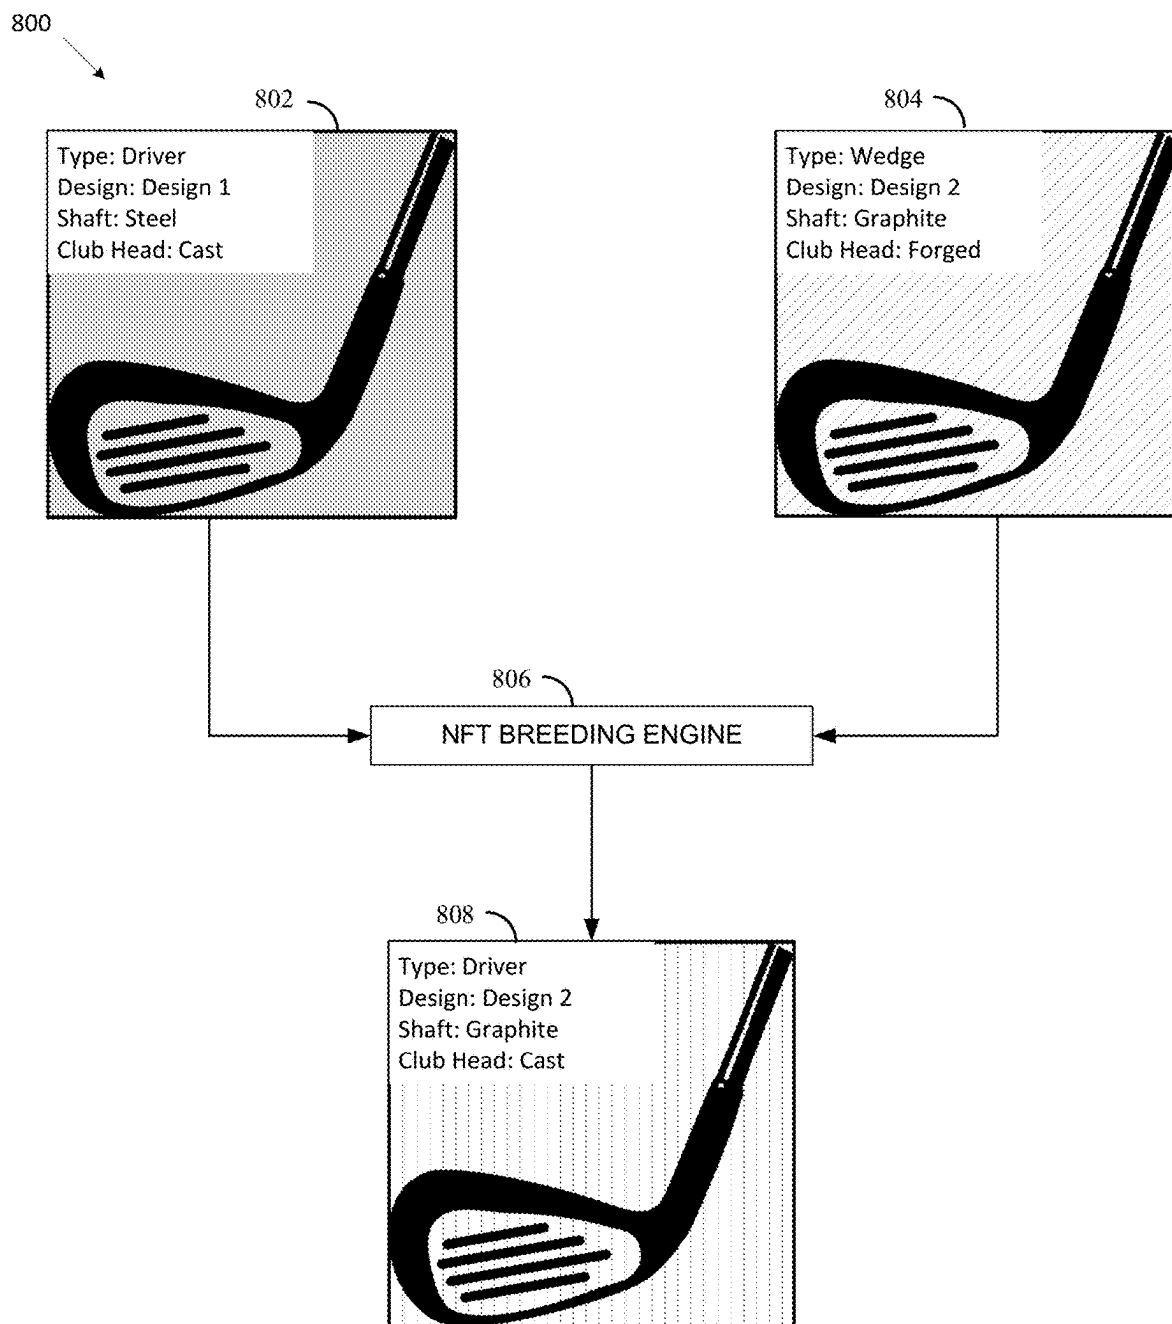 800
802
804
Type: Driver
Design: Design 1
Shaft: Steel
Club Head: Cast
Type: Wedge
Design: Design 2
Shaft: Graphite
Club Head: Forged
806
NFT BREEDING ENGINE
808
Type: Driver
Design: Design 2
Shaft: Graphite
Club Head: Cast